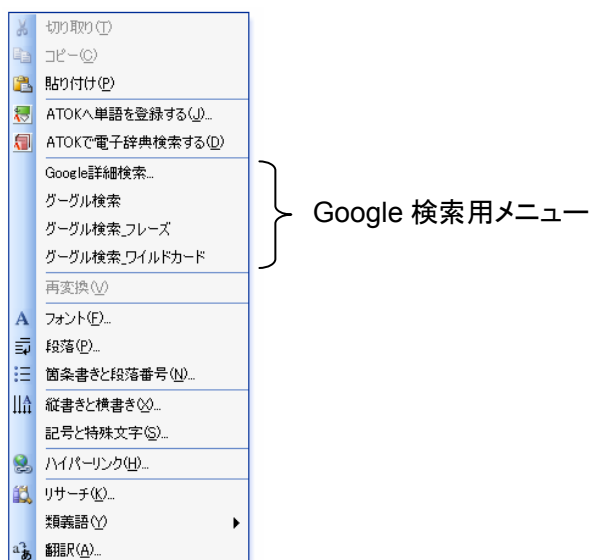 切り取り(T)
コピー(C)
貼り付け(P)
ATOKへ単語を登録する(J)...
ATOKで電子辞典検索する(D)
Google詳細検索...
グーグル検索
グーグル検索_フレーズ
グーグル検索_ワイルドカード
Google 検索用メニュー
再変換(V)
A フォント(F)...
段落(P)...
箇条書きと段落番号(N)...
縦書きと横書き(X)...
記号と特殊文字(S)...
ハイパーリンク(H)...
リサーチ(K)...
類義語(Y)
aあ 翻訳(A)...